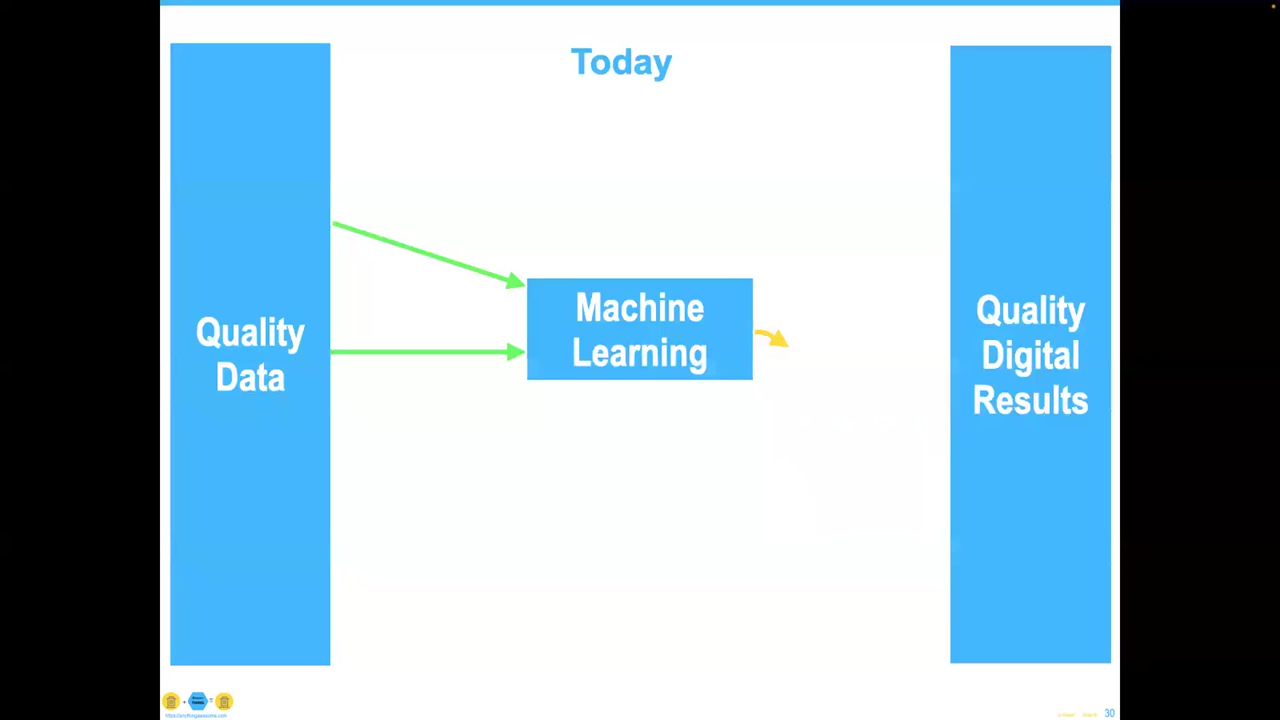 Today
Quality
Data
Machine
Learning
Quality
Digital
Results
30